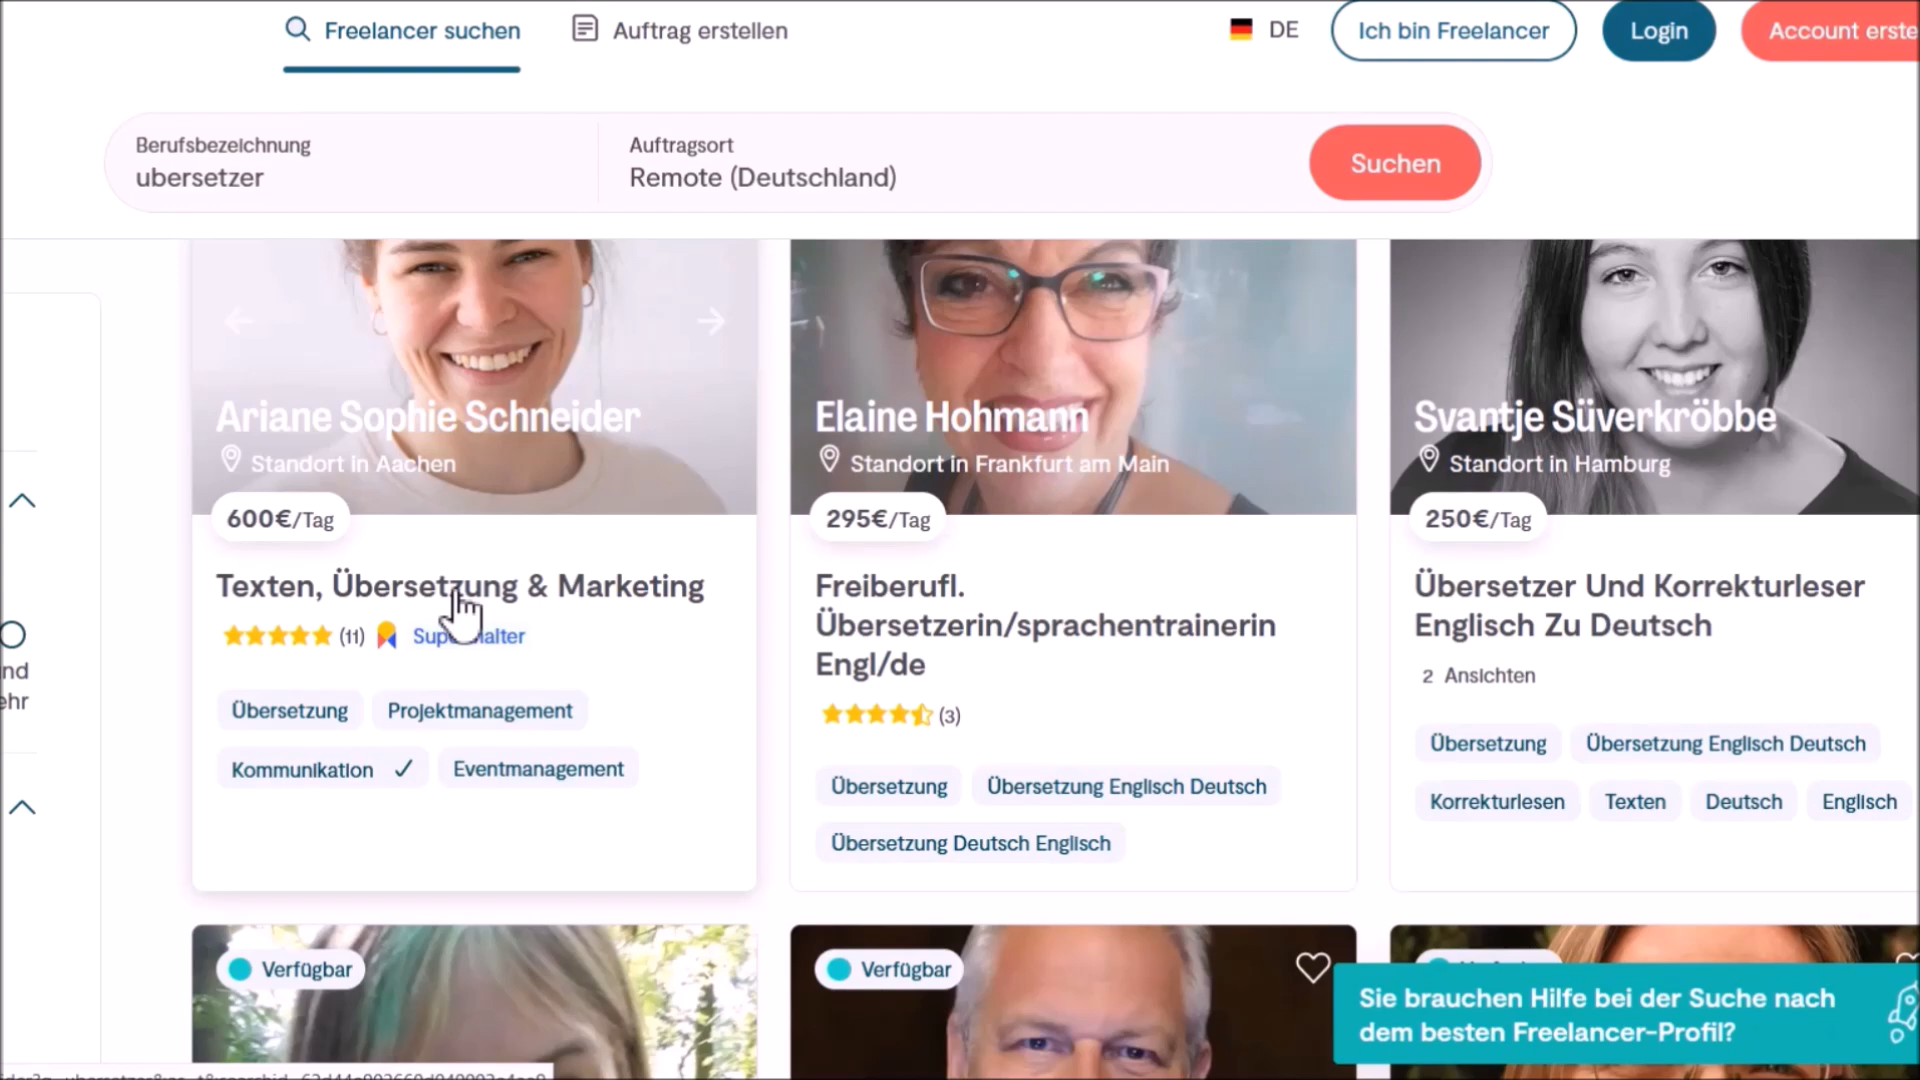 Freelancer suchen
Auftrag erstellen
DE
Ich bin Freelancer
Login
Account erste
Berufsbezeichnung
ubersetzer
Auftragsort
Remote (Deutschland)
Suchen
nd
ehr
Ariane Sophie Schneider
Standort in Aachen
600€/Tag
Texten, Übersetzung & Marketing
(11)
Übersetzung
Projektmanagement
Kommunikation
Eventmanagement
Elaine Hohmann
Standort in Frankfurt am Main
295€/Tag
Freiberufl.
Übersetzerin/sprachentrainerin
Engl/de
(3)
Übersetzung
Übersetzung Englisch Deutsch
Übersetzung Deutsch Englisch
Svantje Süverkröbbe
Standort in Hamburg
250€/Tag
Übersetzer Und Korrekturleser
Englisch Zu Deutsch
2 Ansichten
Übersetzung
Übersetzung Englisch Deutsch
Korrekturlesen
Texten
Deutsch
Englisch
Verfügbar
Verfügbar
Sie brauchen Hilfe bei der Suche nach
dem besten Freelancer-Profil?